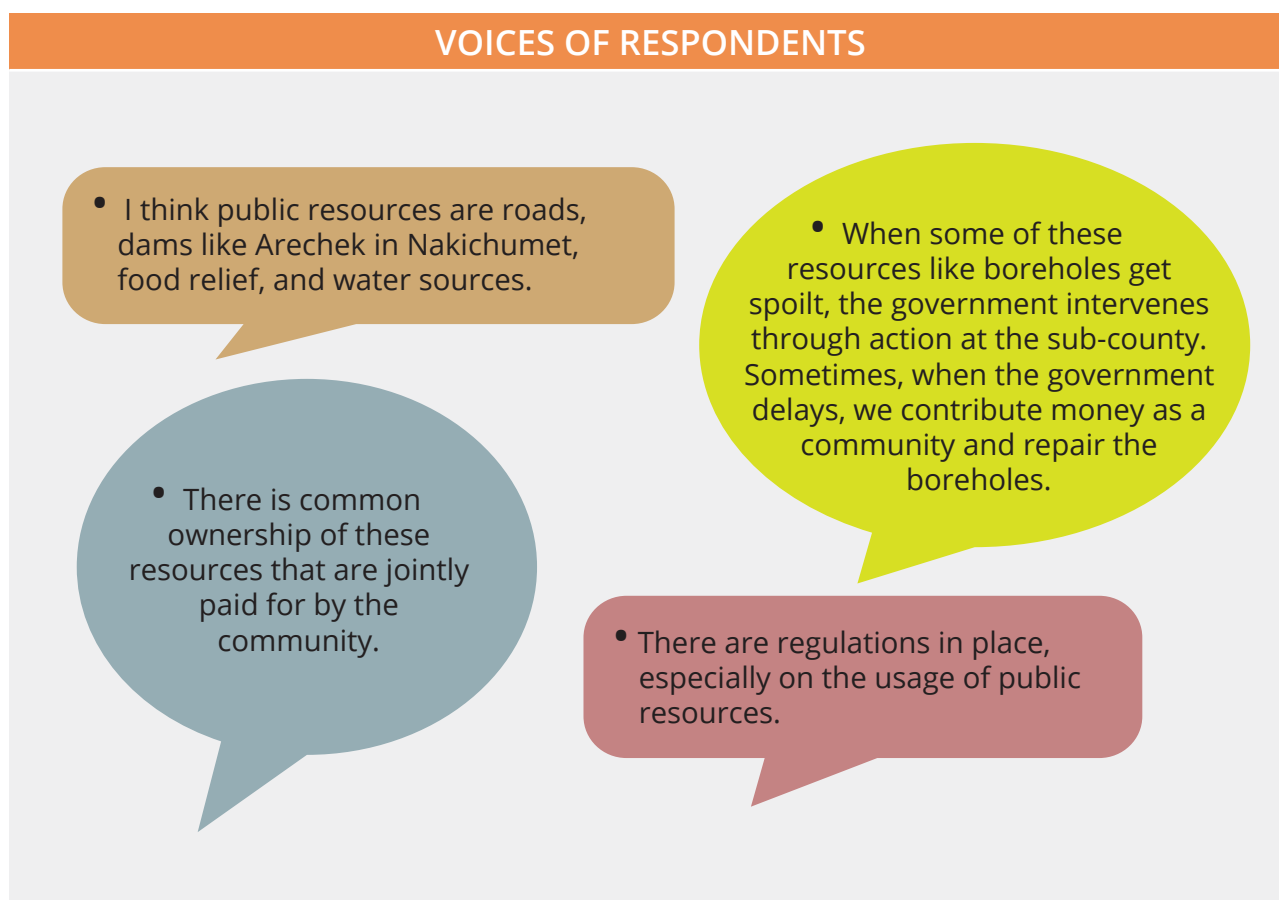 VOICES OF RESPONDENTS
• I think public resources are roads,
dams like Arechek in Nakichumet,
food relief, and water sources.
• When some of these
resources like boreholes get
spoilt, the government intervenes
through action at the sub-county.
Sometimes, when the government
delays, we contribute money as a
community and repair the
boreholes.
• There is common
ownership of these
resources that are jointly
paid for by the
community.
• There are regulations in place,
especially on the usage of public
resources.